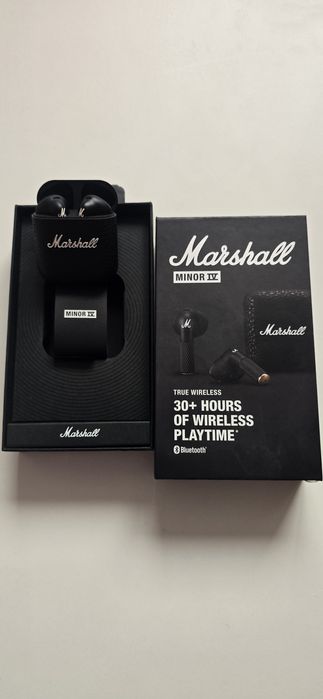 Marshall
MINOR IV
Marshall
Marshall
MINOR IV
Marshall
TRUE WIRELESS
30+ HOURS
OF WIRELESS
PLAYTIME*
Bluetooth®